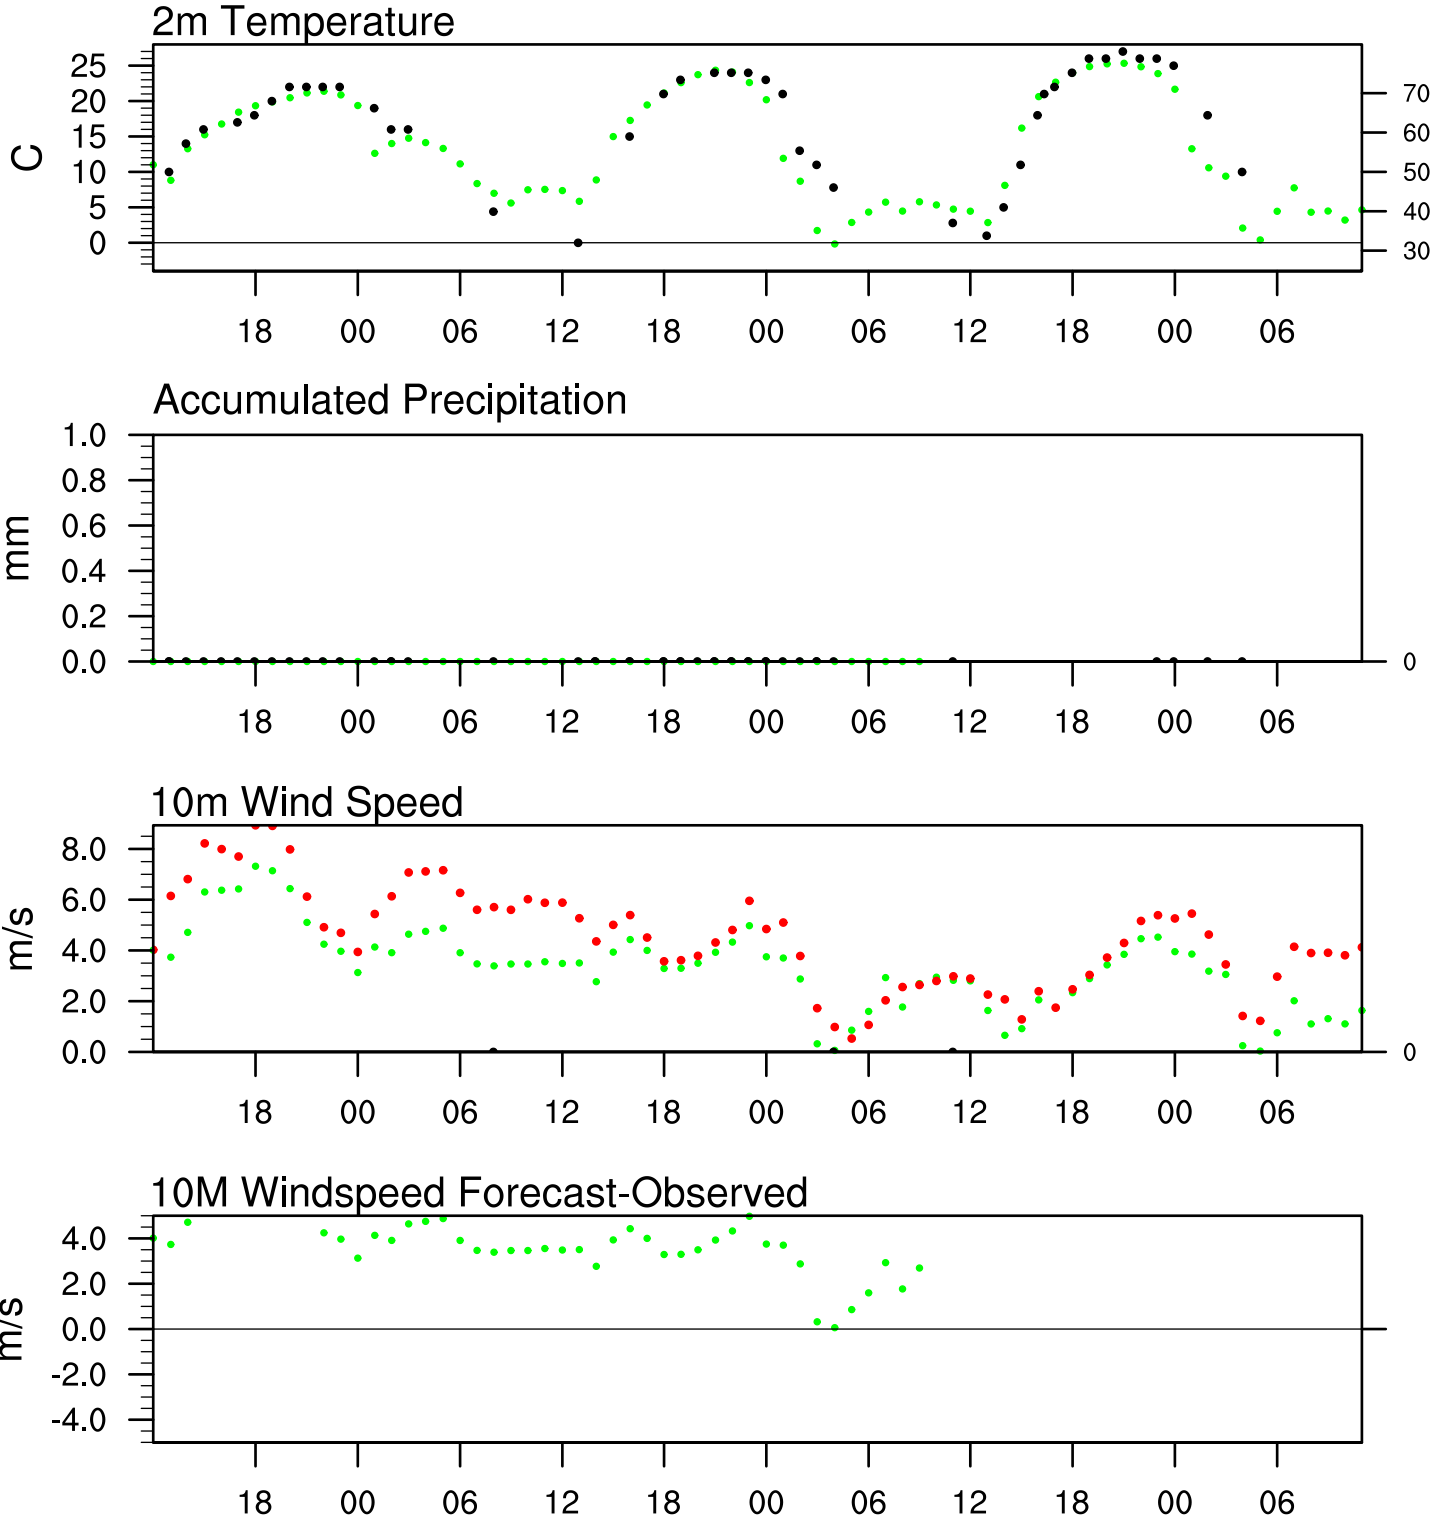 2m Temperature
25
20
15
10
5
0
C
70
60
50
40
30
18 00 06 12 18 00 06 12 18 00 06
Accumulated Precipitation
1.0
0.8
0.6
0.4
0.2
0.0
mm
0
18 00 06 12 18 00 06 12 18 00 06
10m Wind Speed
8.0
6.0
4.0
2.0
0.0
m/s
0
18 00 06 12 18 00 06 12 18 00 06
10M Windspeed Forecast-Observed
4.0
2.0
0.0
-2.0
-4.0
m/s
18 00 06 12 18 00 06 12 18 00 06